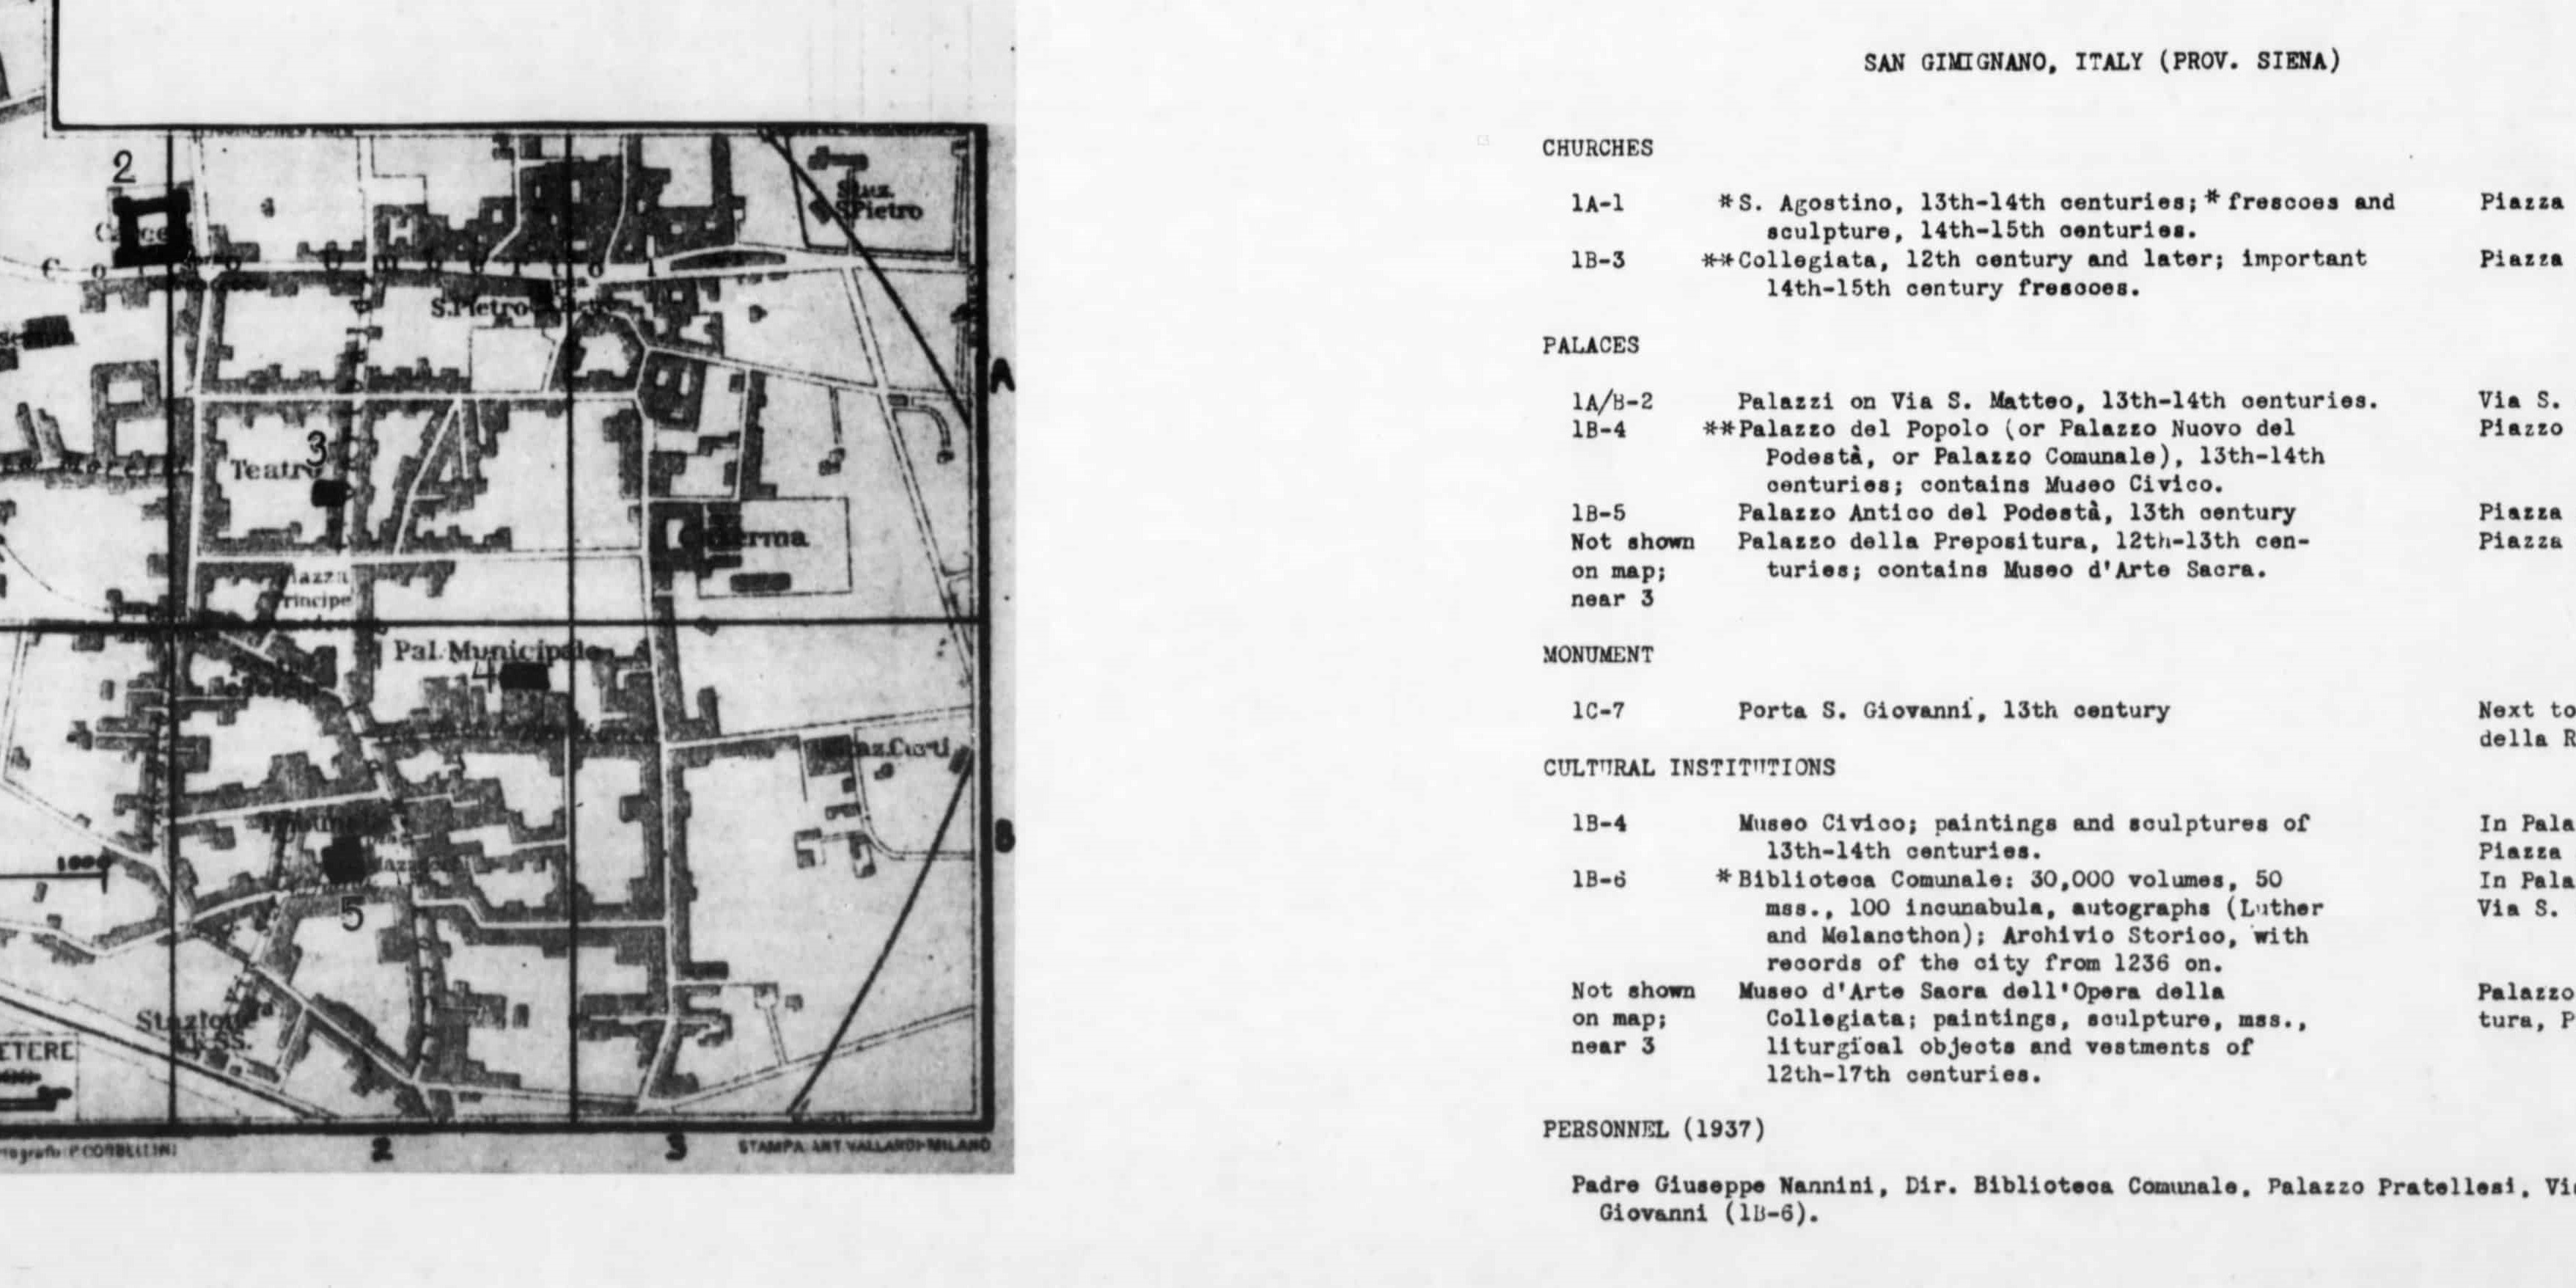 2
Staz.
S.Pietro
S.Pietro
A
3
Teatro
Caserma
Piazza
Principe
Pal. Municipale
4
Staz. Curti
B
1000
5
Stazione
ETERE
2
3
STAMPA ANT. VALLARDI-MILANO
SAN GIMIGNANO, ITALY (PROV. SIENA)
CHURCHES
1A-1 *S. Agostino, 13th-14th centuries; *frescoes and Piazza
sculpture, 14th-15th centuries.
1B-3 **Collegiata, 12th century and later; important Piazza
14th-15th century frescoes.
PALACES
1A/B-2 Palazzi on Via S. Matteo, 13th-14th centuries. Via S.
1B-4 **Palazzo del Popolo (or Palazzo Nuovo del Piazzo
Podestà, or Palazzo Comunale), 13th-14th
centuries; contains Museo Civico.
1B-5 Palazzo Antico del Podestà, 13th century Piazza
Not shown Palazzo della Prepositura, 12th-13th cen- Piazza
on map; turies; contains Museo d'Arte Sacra.
near 3
MONUMENT
1C-7 Porta S. Giovanni, 13th century Next to
della R
CULTURAL INSTITUTIONS
1B-4 Museo Civico; paintings and sculptures of In Pala
13th-14th centuries. Piazza
1B-6 *Biblioteca Comunale: 30,000 volumes, 50 In Pala
mss., 100 incunabula, autographs (Luther Via S.
and Melancthon); Archivio Storico, with
records of the city from 1236 on.
Not shown Museo d'Arte Sacra dell'Opera della Palazzo
on map; Collegiata; paintings, sculpture, mss., tura, P
near 3 liturgical objects and vestments of
12th-17th centuries.
PERSONNEL (1937)
Padre Giuseppe Nannini, Dir. Biblioteca Comunale, Palazzo Pratellesi, Vi
Giovanni (1B-6).